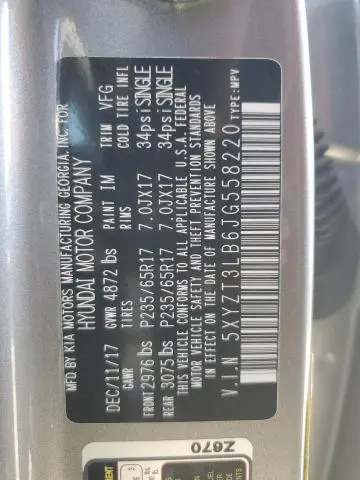 MFD. BY KIA MOTORS MANUFACTURING GEORGIA, INC. FOR
HYUNDAI MOTOR COMPANY
DEC/11/17 GVWR 4872 lbs PAINT IM TRIM VFG
GAWR TIRES RIMS COLD TIRE INFL
FRONT 2976 lbs P235/65R17 7.0JX17 34psi SINGLE
REAR 3075 lbs P235/65R17 7.0JX17 34psi SINGLE
THIS VEHICLE CONFORMS TO ALL APPLICABLE U.S.A. FEDERAL
MOTOR VEHICLE SAFETY AND THEFT PREVENTION STANDARDS
IN EFFECT ON THE DATE OF MANUFACTURE SHOWN ABOVE.
V.I.N 5XYZT3LB6JG558220 TYPE:MPV
Z670